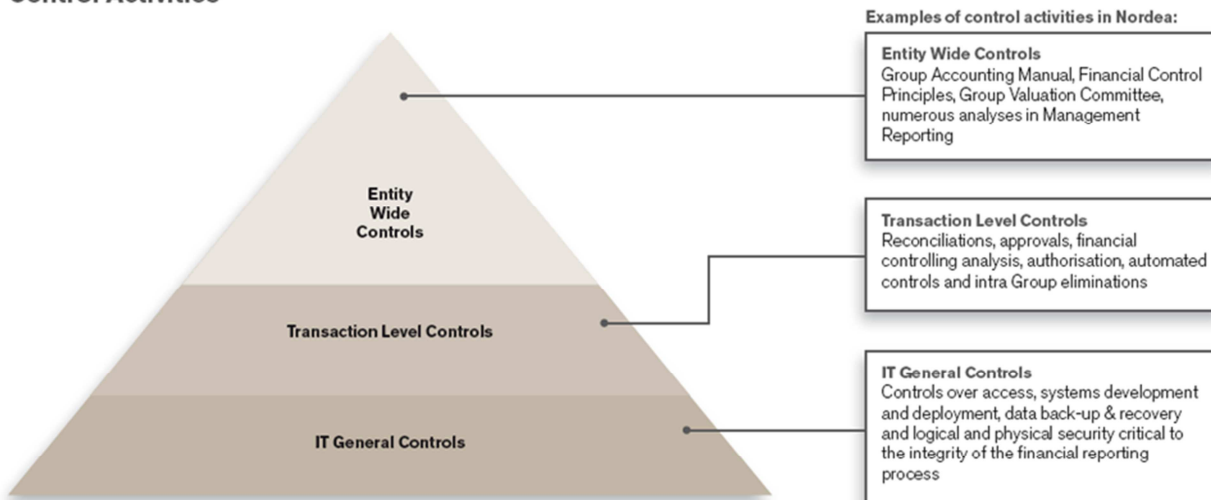 Control Activities
Examples of control activities in Nordea:
Entity Wide Controls
Group Accounting Manual, Financial Control
Principles, Group Valuation Committee,
numerous analyses in Management
Reporting
Entity
Wide
Controls
Transaction Level Controls
Reconciliations, approvals, financial
controlling analysis, authorisation, automated
controls and intra Group eliminations
Transaction Level Controls
IT General Controls
Controls over access, systems development
and deployment, data back-up & recovery
and logical and physical security critical to
the integrity of the financial reporting
process
IT General Controls